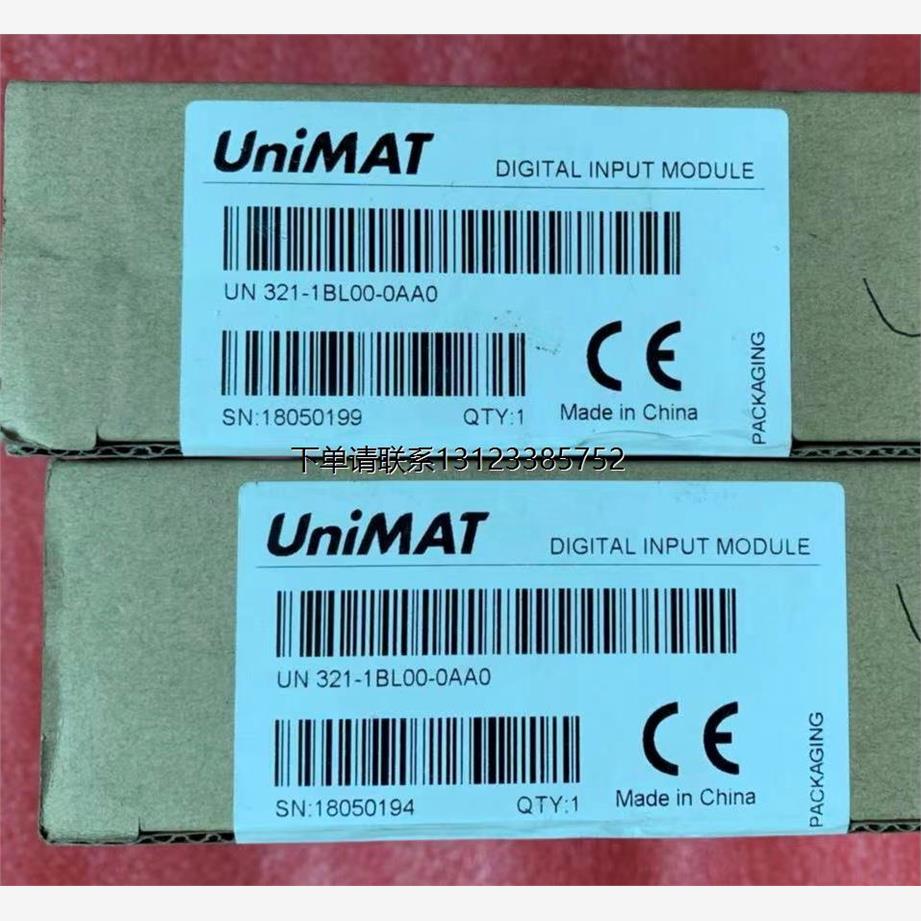 UniMAT
DIGITAL INPUT MODULE
UN 321-1BL00-0AA0
SN:18050199 QTY:1
Made in China
PACKAGING
下单请联系13123385752
UniMAT
DIGITAL INPUT MODULE
UN 321-1BL00-0AA0
SN:18050194 QTY:1
Made in China
PACKAGING